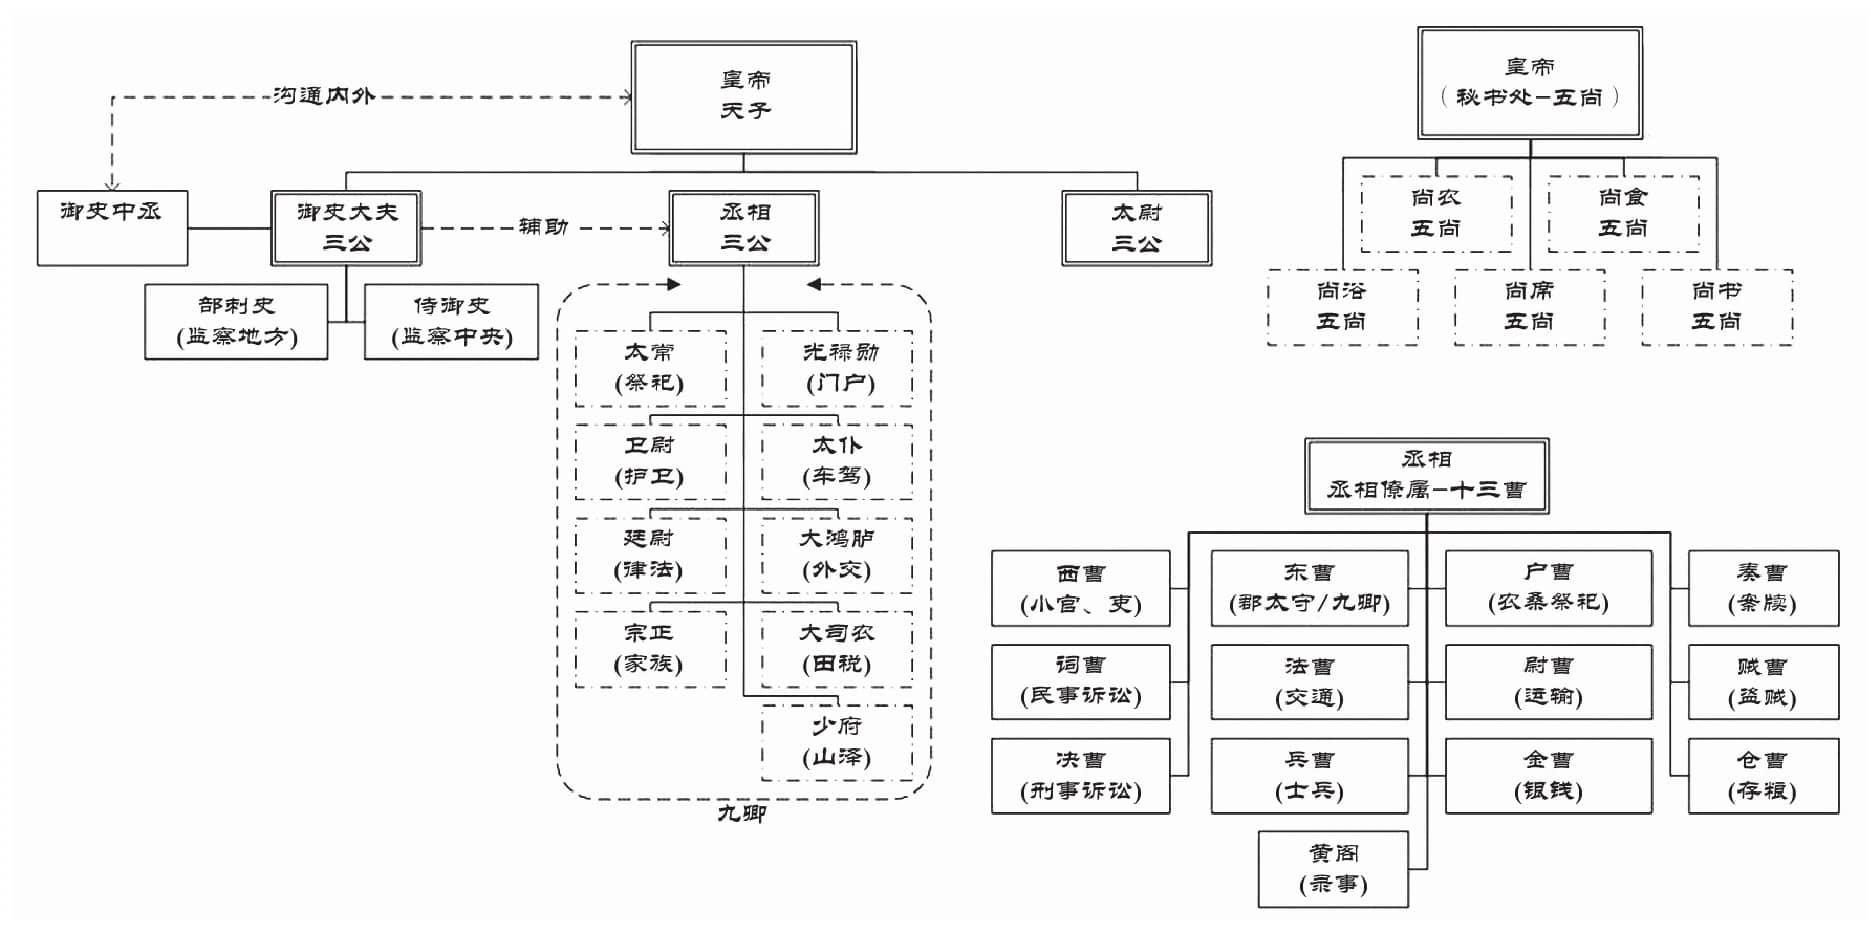 皇帝
天子
沟通内外
御史中丞
御史大夫
三公
辅助
丞相
三公
太尉
三公
部刺史
(监察地方)
侍御史
(监察中央)
太常
(祭祀)
光禄勋
(门户)
卫尉
(护卫)
太仆
(车驾)
廷尉
(律法)
大鸿胪
(外交)
宗正
(家族)
大司农
(田税)
少府
(山泽)
九卿
皇帝
(秘书处-五尚)
尚农
五尚
尚食
五尚
尚浴
五尚
尚席
五尚
尚书
五尚
丞相
丞相僚属-十三曹
西曹
(小官、吏)
东曹
(郡太守/九卿)
户曹
(农桑祭祀)
奏曹
(案牍)
词曹
(民事诉讼)
法曹
(交通)
尉曹
(运输)
贼曹
(盗贼)
决曹
(刑事诉讼)
兵曹
(士兵)
金曹
(银钱)
仓曹
(存粮)
黄阁
(录事)